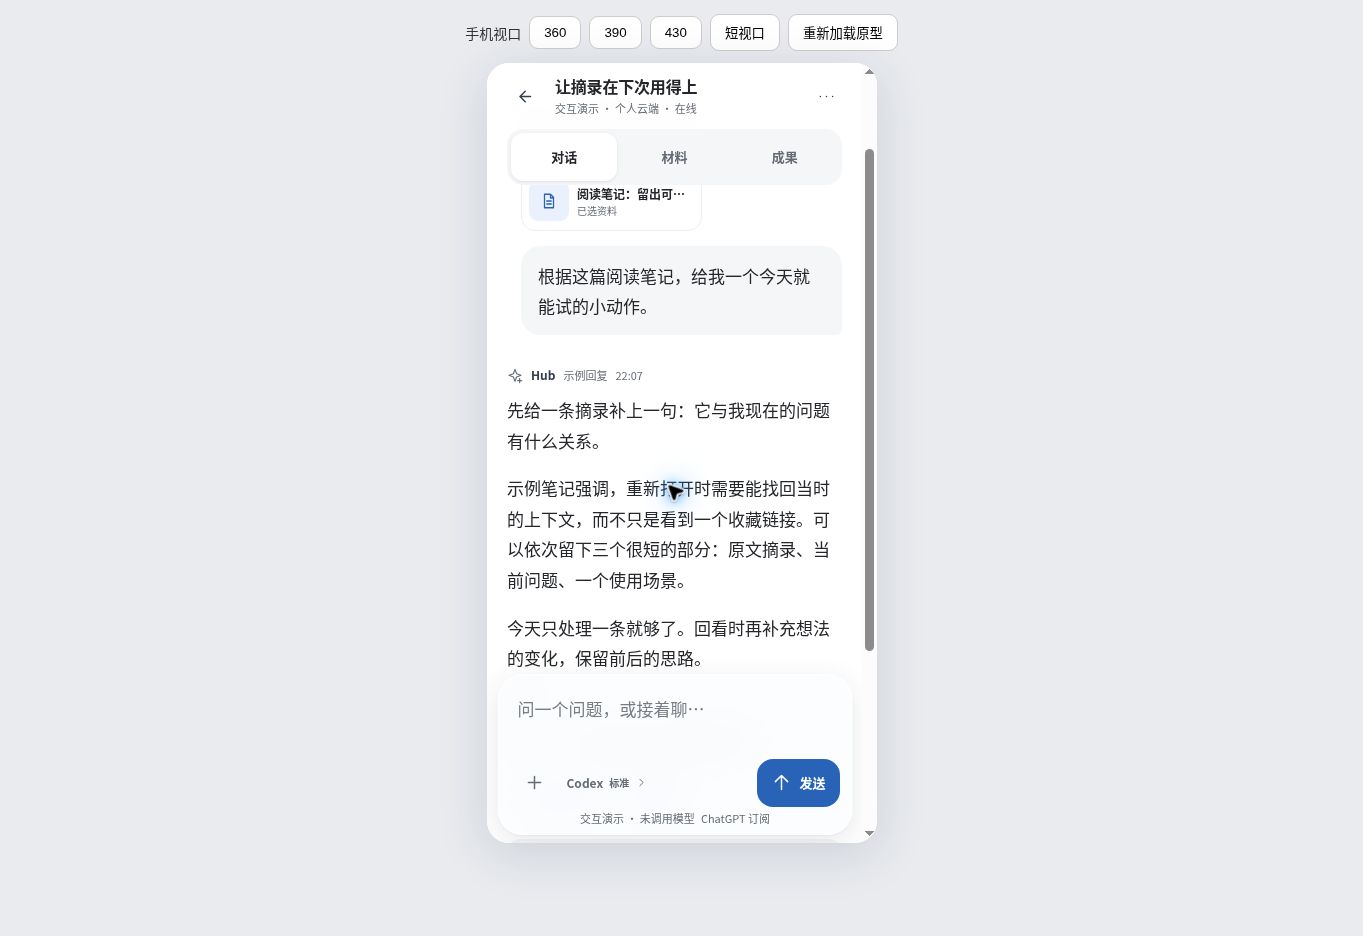 手机视口 360 390 430 短视口 重新加载原型
让摘录在下次用得上
交互演示 · 个人云端 · 在线
···
对话 材料 成果
阅读笔记：留出可…
已选资料
根据这篇阅读笔记，给我一个今天就
能试的小动作。
Hub 示例回复 22:07
先给一条摘录补上一句：它与我现在的问题
有什么关系。
示例笔记强调，重新打开时需要能找回当时
的上下文，而不只是看到一个收藏链接。可
以依次留下三个很短的部分：原文摘录、当
前问题、一个使用场景。
今天只处理一条就够了。回看时再补充想法
的变化，保留前后的思路。
问一个问题，或接着聊…
Codex 标准 发送
交互演示 · 未调用模型 ChatGPT 订阅